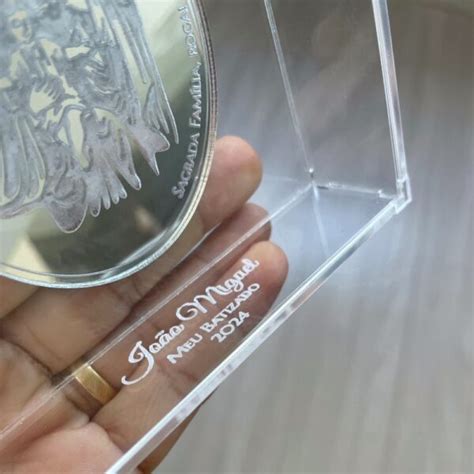 SAGRADA FAMÍLIA, ROGAI
João Miguel
MEU BATIZADO
2024